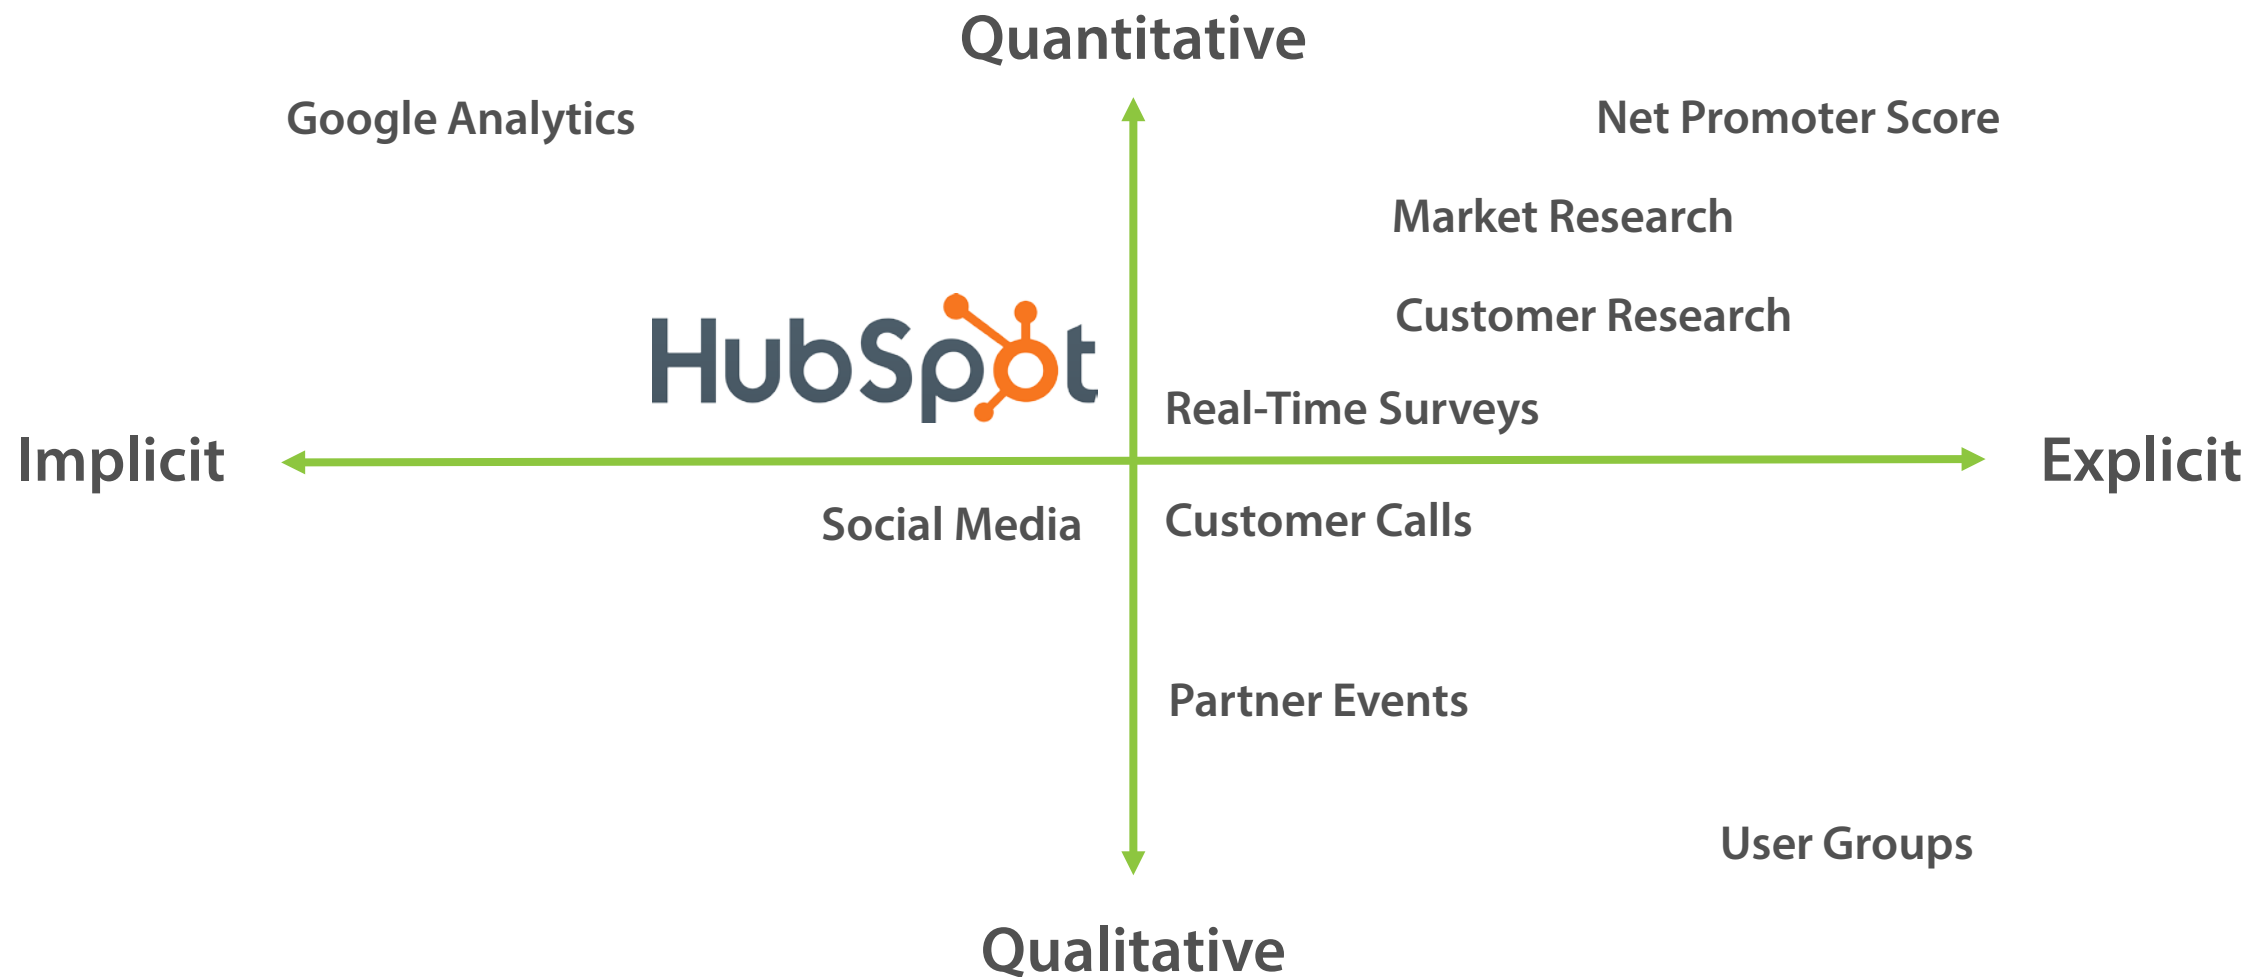 Quantitative
Google Analytics
Net Promoter Score
Market Research
Customer Research
HubSpot
Real-Time Surveys
Implicit
Explicit
Social Media
Customer Calls
Partner Events
User Groups
Qualitative